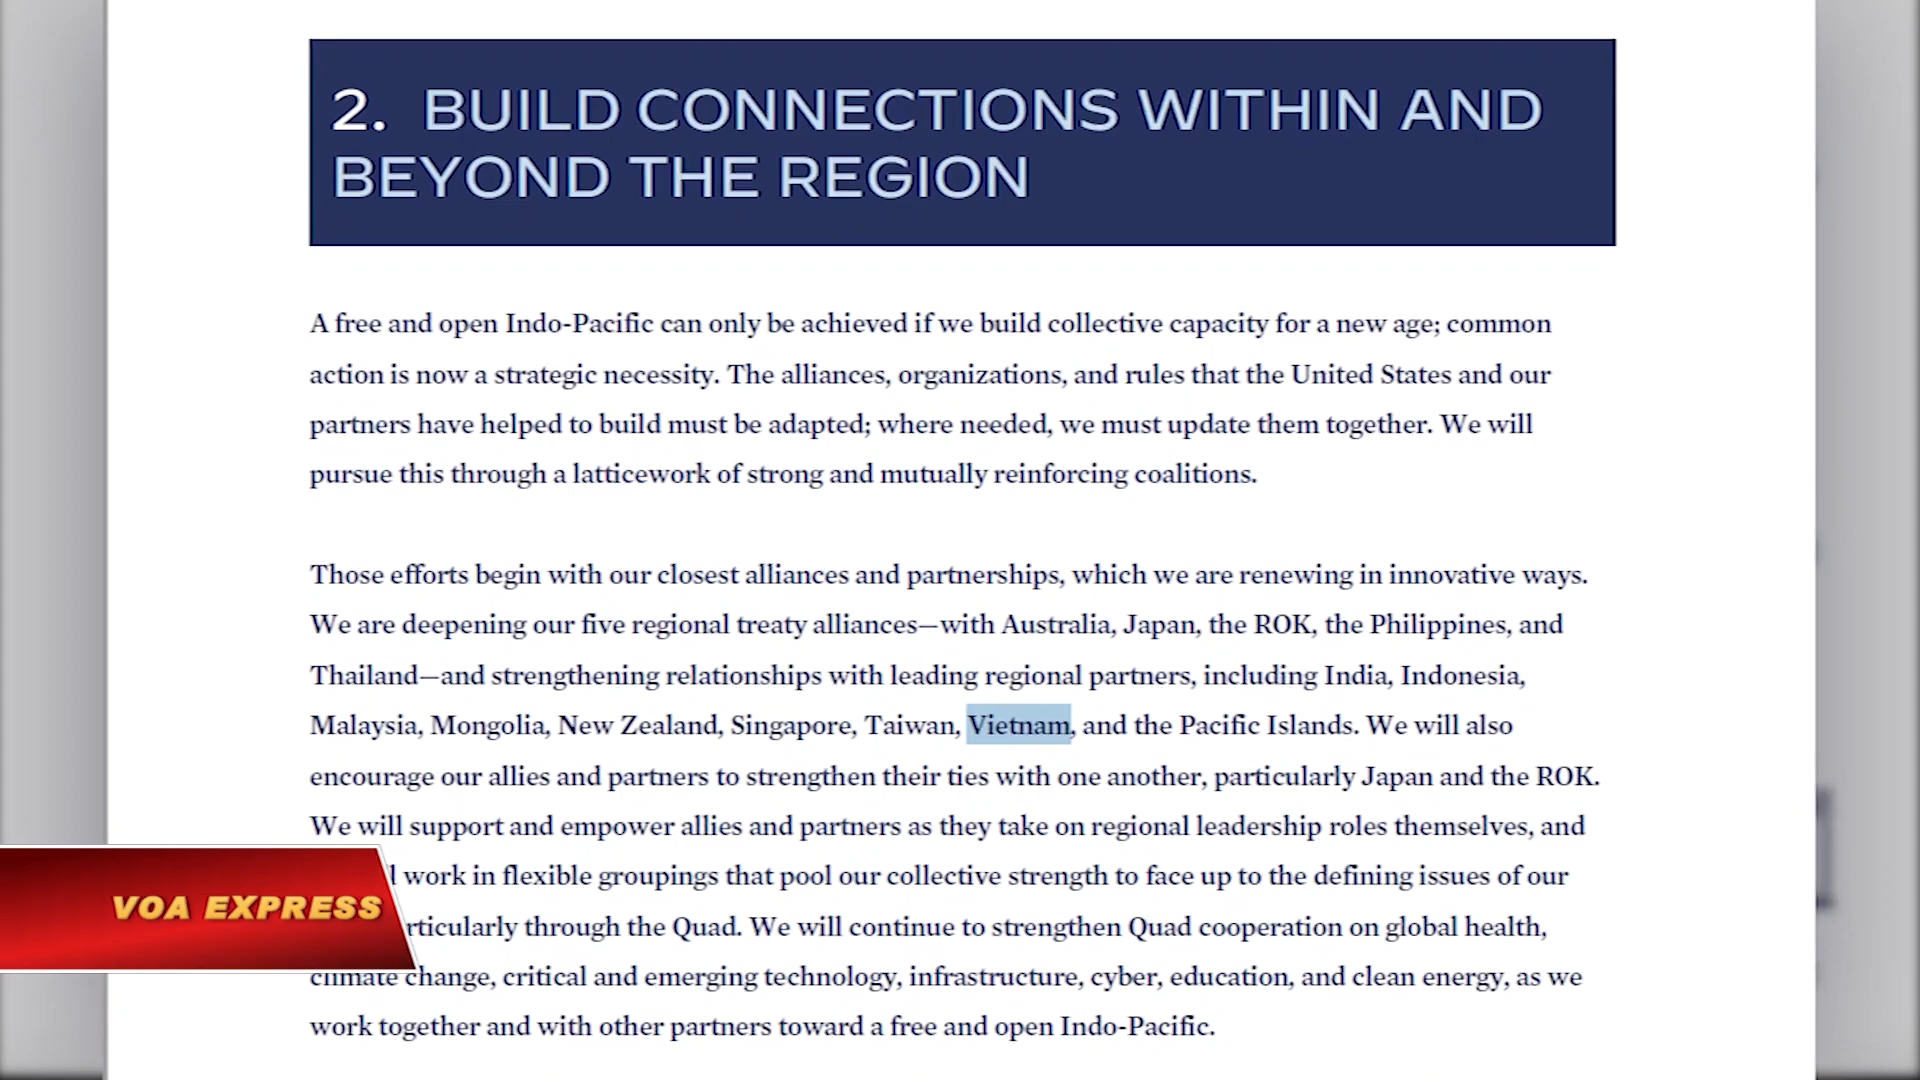 2. BUILD CONNECTIONS WITHIN AND
BEYOND THE REGION
A free and open Indo-Pacific can only be achieved if we build collective capacity for a new age; common
action is now a strategic necessity. The alliances, organizations, and rules that the United States and our
partners have helped to build must be adapted; where needed, we must update them together. We will
pursue this through a latticework of strong and mutually reinforcing coalitions.
Those efforts begin with our closest alliances and partnerships, which we are renewing in innovative ways.
We are deepening our five regional treaty alliances—with Australia, Japan, the ROK, the Philippines, and
Thailand—and strengthening relationships with leading regional partners, including India, Indonesia,
Malaysia, Mongolia, New Zealand, Singapore, Taiwan, Vietnam, and the Pacific Islands. We will also
encourage our allies and partners to strengthen their ties with one another, particularly Japan and the ROK.
We will support and empower allies and partners as they take on regional leadership roles themselves, and
work in flexible groupings that pool our collective strength to face up to the defining issues of our
through the Quad. We will continue to strengthen Quad cooperation on global health,
climate change, critical and emerging technology, infrastructure, cyber, education, and clean energy, as we
work together and with other partners toward a free and open Indo-Pacific.
VOA EXPRESS